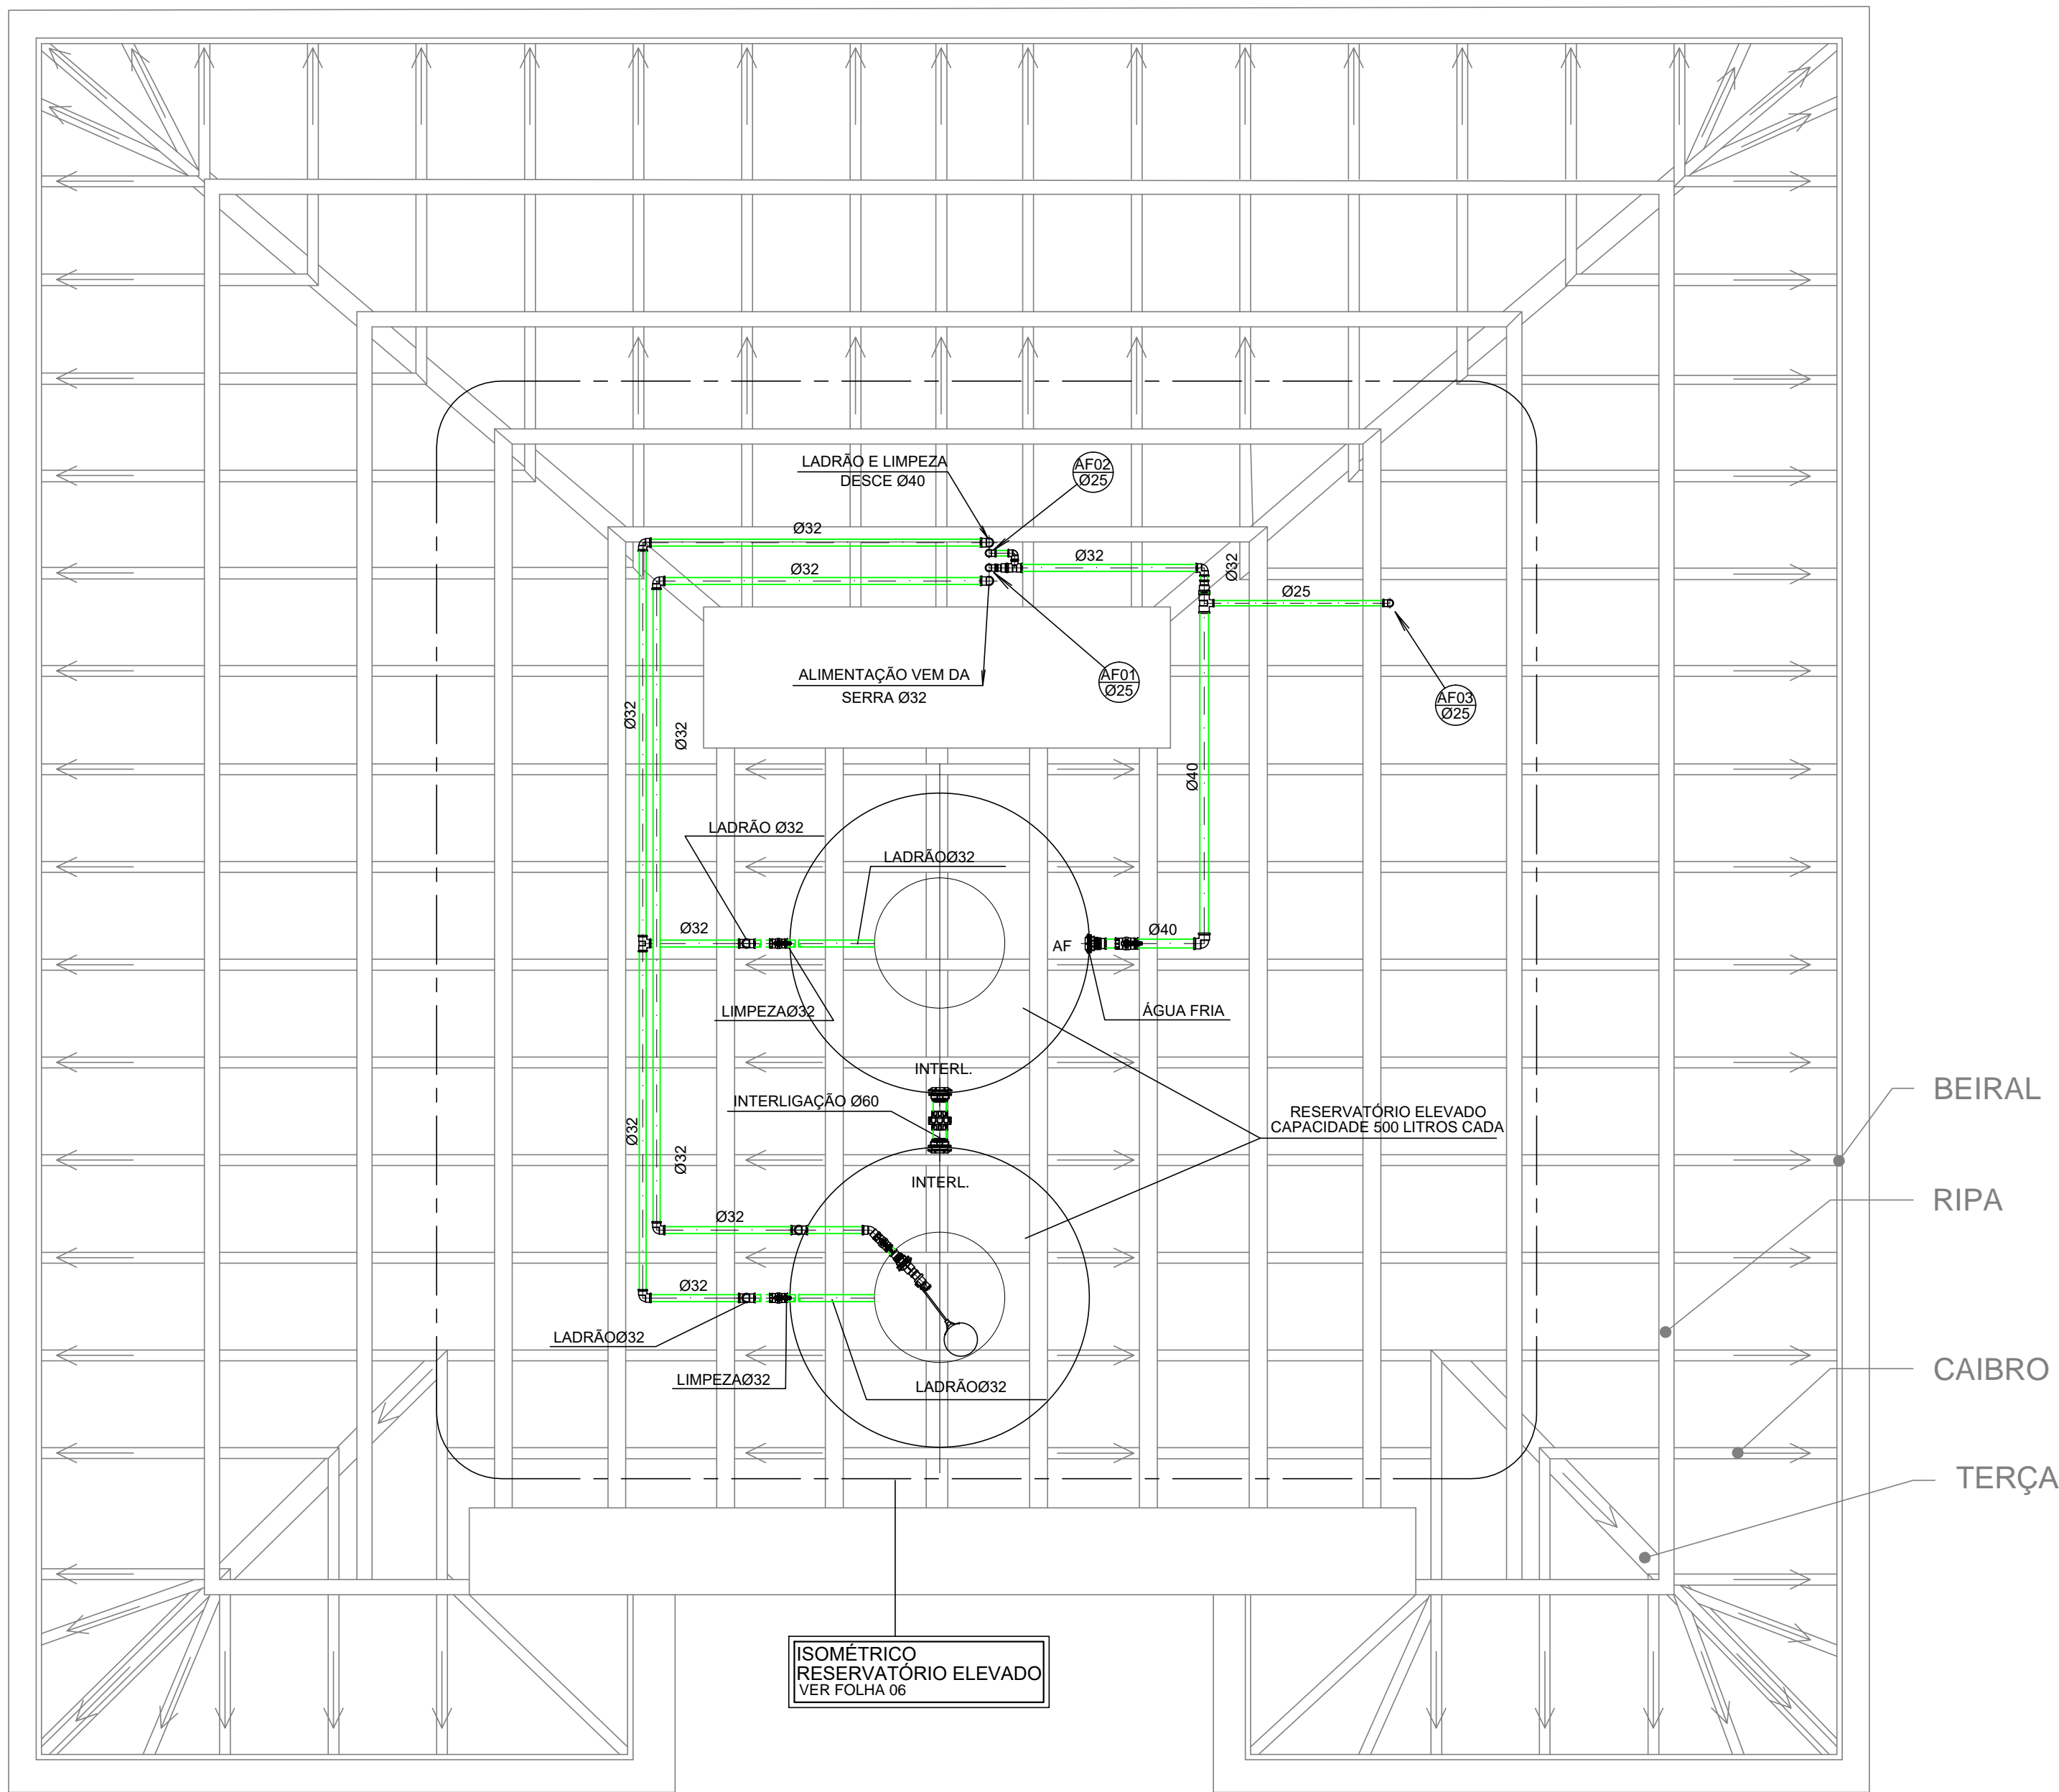 LADRÃO E LIMPEZA
DESCE Ø40
AF02
Ø25
Ø32
Ø32
Ø32
Ø32
Ø25
ALIMENTAÇÃO VEM DA
SERRA Ø32
AF01
Ø25
AF03
Ø25
Ø32
Ø32
Ø40
LADRÃO Ø32
LADRÃOØ32
Ø32
AF
Ø40
LIMPEZAØ32
ÁGUA FRIA
INTERL.
INTERLIGAÇÃO Ø60
RESERVATÓRIO ELEVADO
CAPACIDADE 500 LITROS CADA
BEIRAL
Ø32
Ø32
INTERL.
RIPA
Ø32
Ø32
LADRÃOØ32
LIMPEZAØ32
LADRÃOØ32
CAIBRO
TERÇA
ISOMÉTRICO
RESERVATÓRIO ELEVADO
VER FOLHA 06